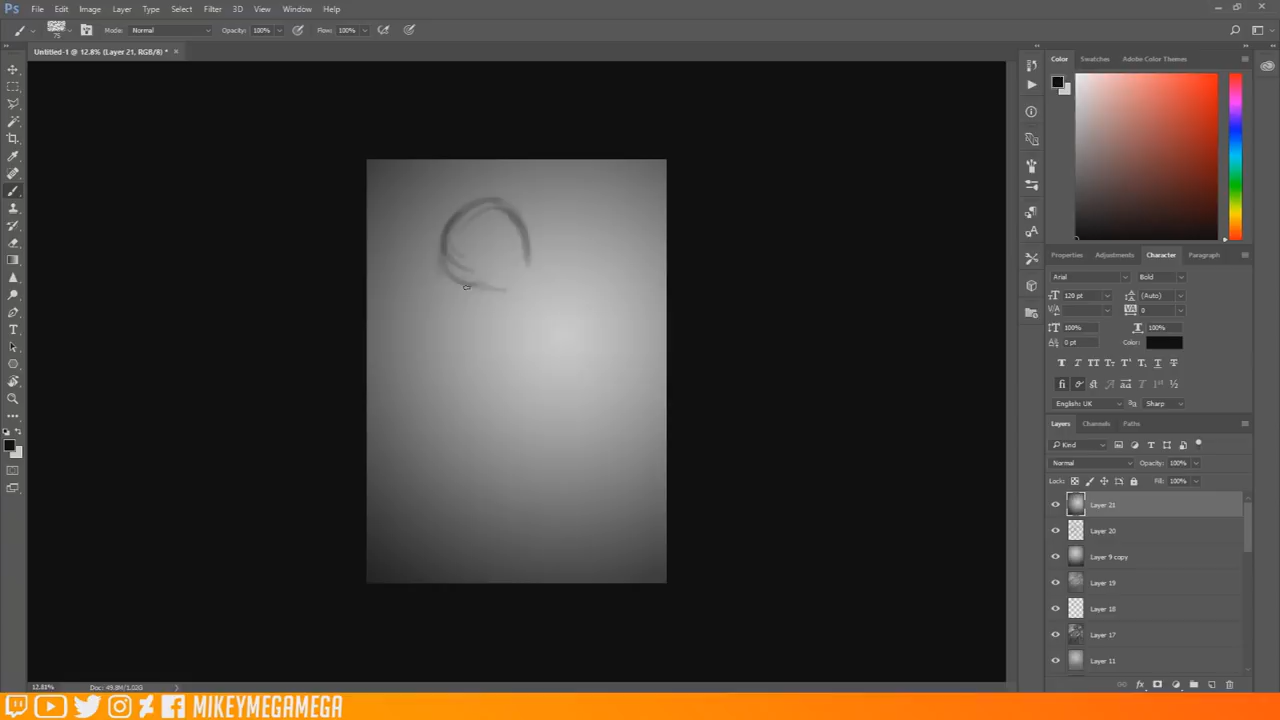 Ps File Edit Image Layer Type Select Filter 3D View Window Help
75 Mode: Normal Opacity: 100% Flow: 100%
Untitled-1 @ 12.8% (Layer 21, RGB/8) * ×
Color Swatches Adobe Color Themes
Properties Adjustments Character Paragraph
Arial Bold
120 pt (Auto)
0
100% 100%
0 pt Color:
English: UK Sharp
Layers Channels Paths
Kind
Normal Opacity: 100%
Lock: Fill: 100%
Layer 21
Layer 20
Layer 9 copy
Layer 19
Layer 18
Layer 17
Layer 11
12.81% Doc: 49.8M/1.02G
MIKEYMEGAMEGA